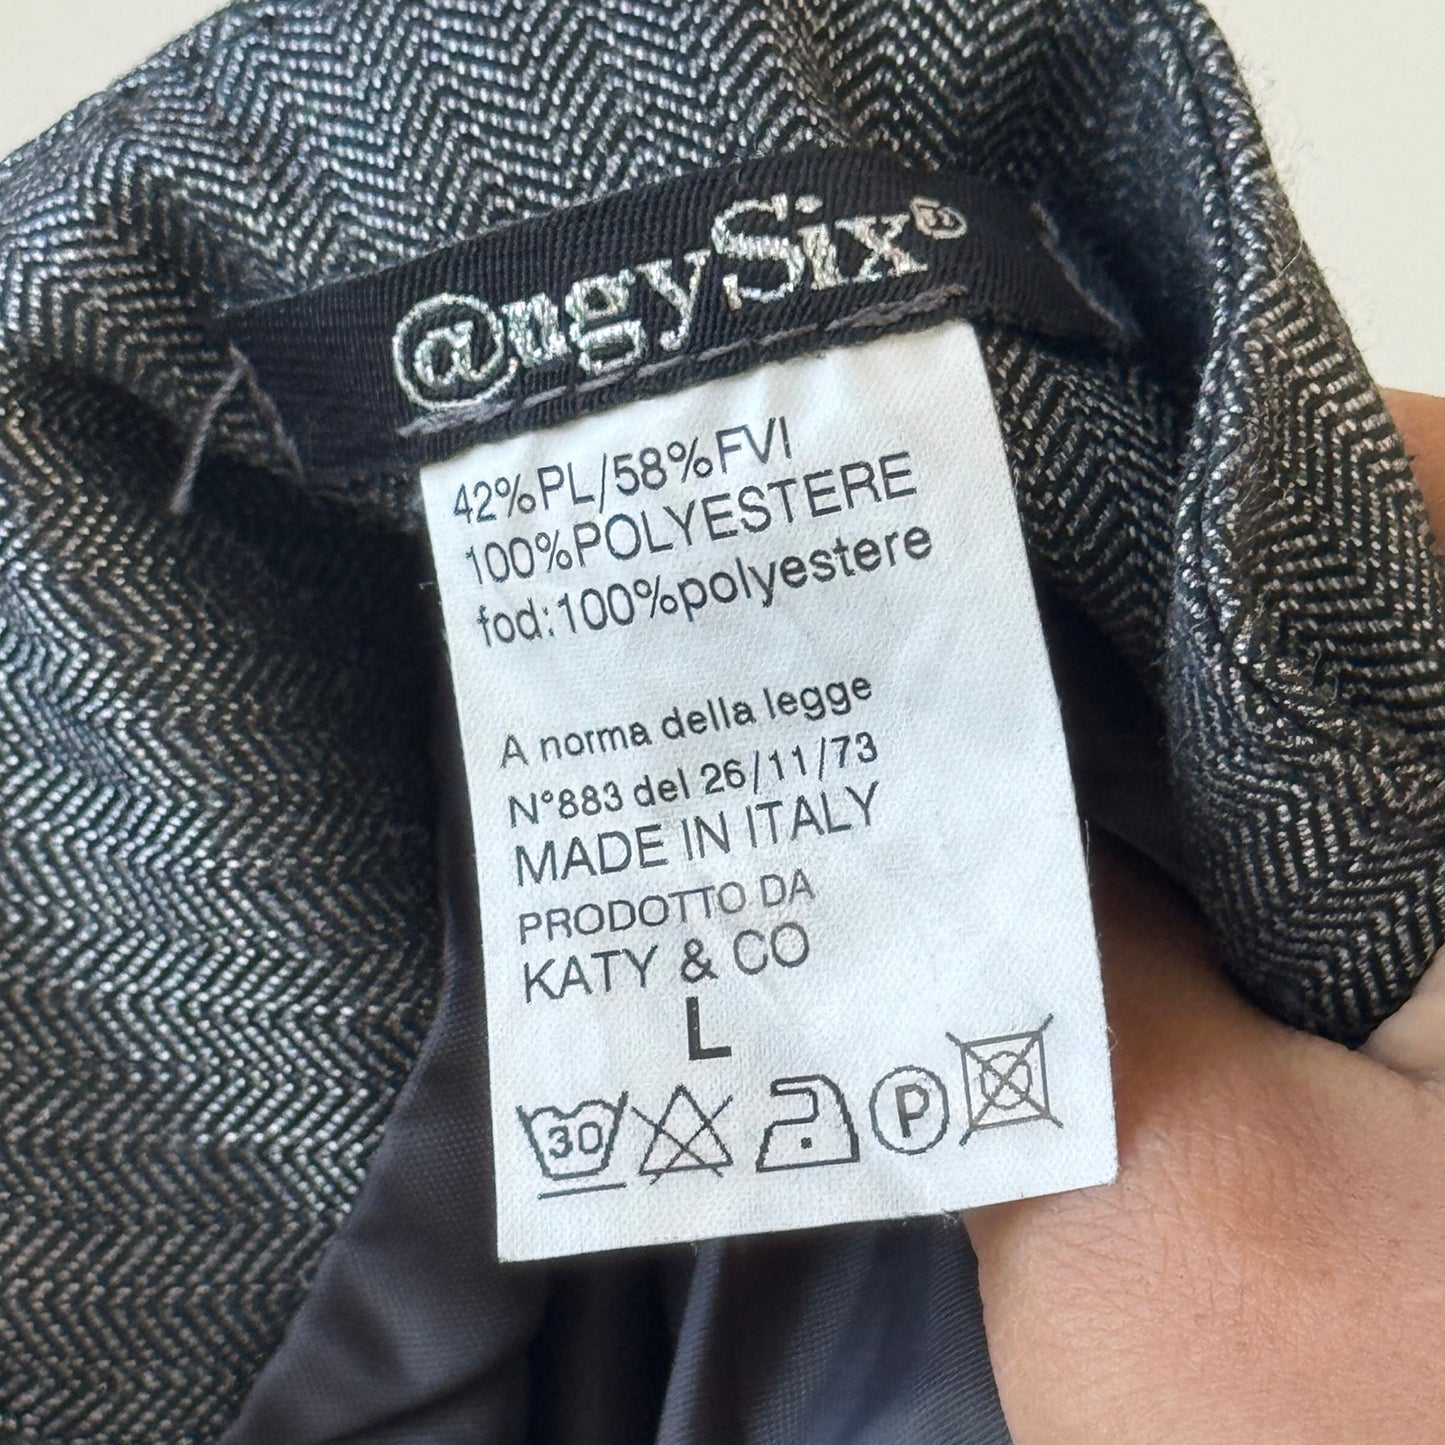 @ngySix®
42%PL/58%FVI
100%POLYESTERE
fod:100%polyestere
A norma della legge
N°883 del 26/11/73
MADE IN ITALY
PRODOTTO DA
KATY & CO
L
30
P